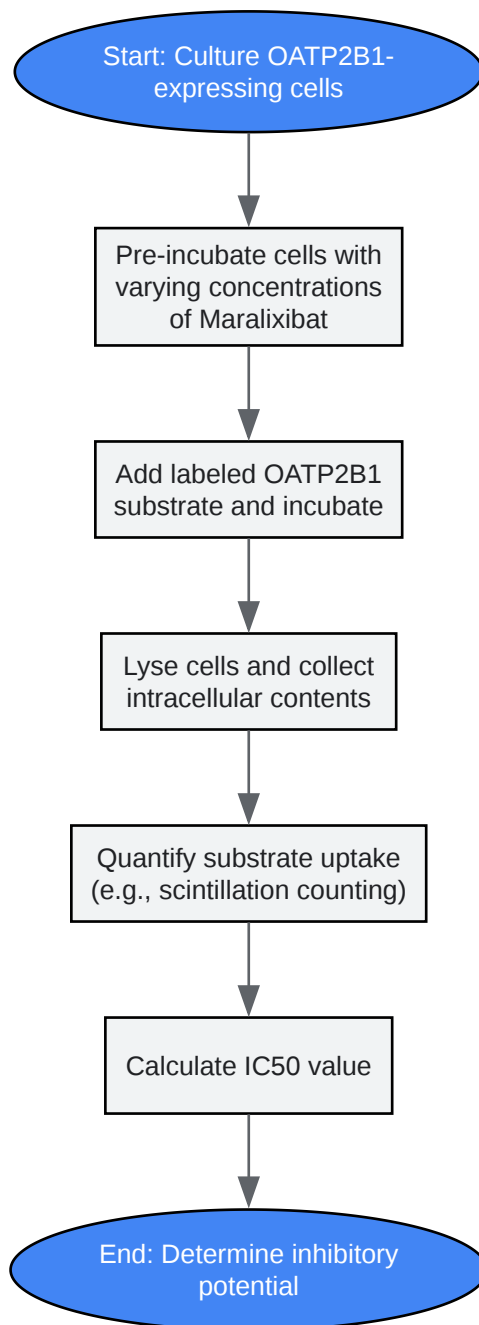 Start: Culture OATP2B1-
expressing cells
Pre-incubate cells with
varying concentrations
of Maralixibat
Add labeled OATP2B1
substrate and incubate
Lyse cells and collect
intracellular contents
Quantify substrate uptake
(e.g., scintillation counting)
Calculate IC50 value
End: Determine inhibitory
potential